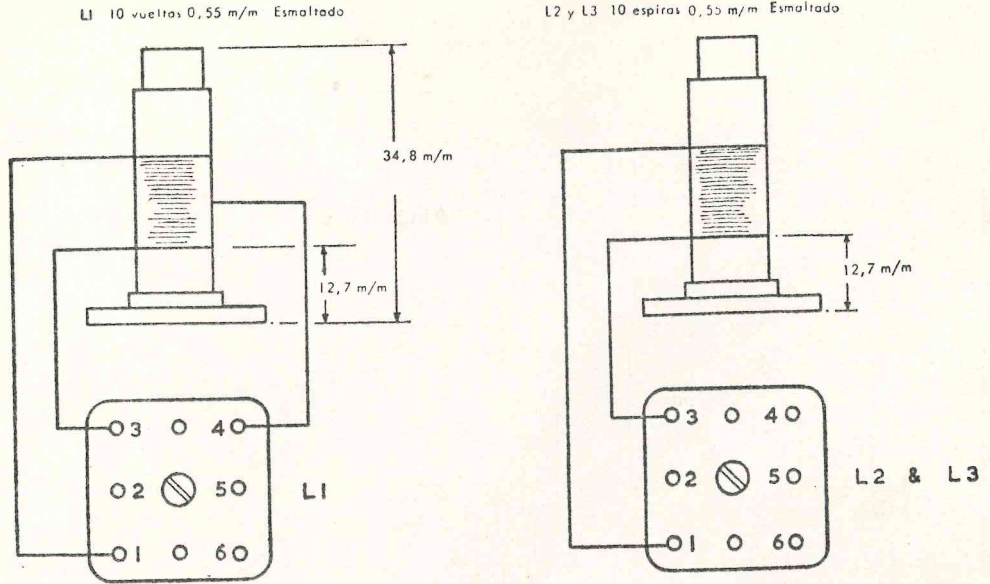 L1 10 vueltas 0,55 m/m Esmaltado
34,8 m/m
12,7 m/m
3 4
2 5
1 6
L1
L2 y L3 10 espiras 0,55 m/m Esmaltado
12,7 m/m
3 4
2 5
1 6
L2 & L3